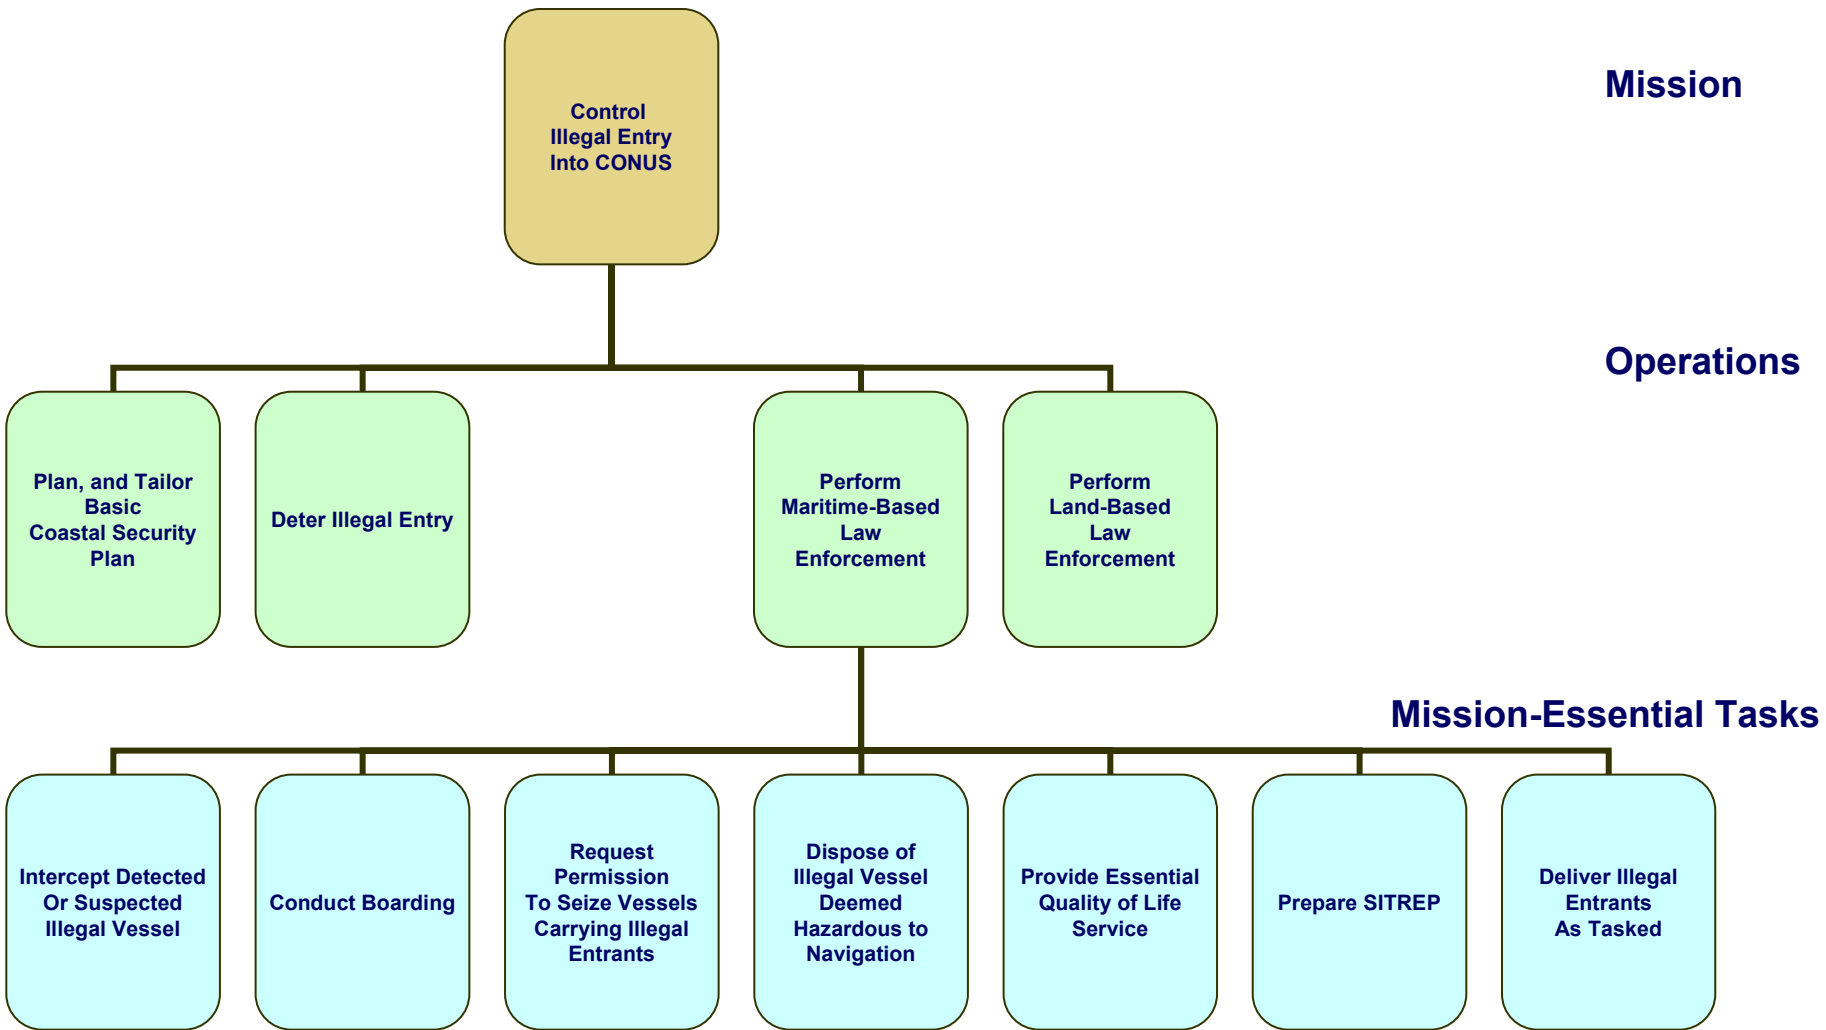 Control
Illegal Entry
Into CONUS
Mission
Operations
Plan, and Tailor
Basic
Coastal Security
Plan
Deter Illegal Entry
Perform
Maritime-Based
Law
Enforcement
Perform
Land-Based
Law
Enforcement
Mission-Essential Tasks
Intercept Detected
Or Suspected
Illegal Vessel
Conduct Boarding
Request
Permission
To Seize Vessels
Carrying Illegal
Entrants
Dispose of
Illegal Vessel
Deemed
Hazardous to
Navigation
Provide Essential
Quality of Life
Service
Prepare SITREP
Deliver Illegal
Entrants
As Tasked